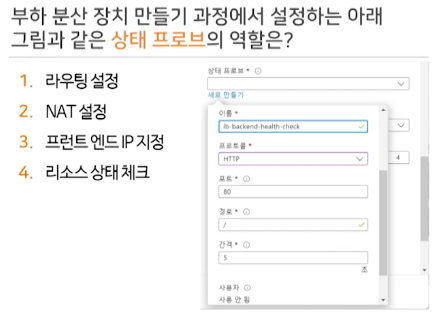 부하 분산 장치 만들기 과정에서 설정하는 아래
그림과 같은 상태 프로브의 역할은?
1. 라우팅 설정
2. NAT 설정
3. 프런트 엔드 IP 지정
4. 리소스 상태 체크
상태 프로브 *
새로 만들기
이름 *
lb-backend-health-check
프로토콜 *
HTTP
포트 *
80
경로 *
/
간격 *
5
초
사용자
사용 안 됨
4